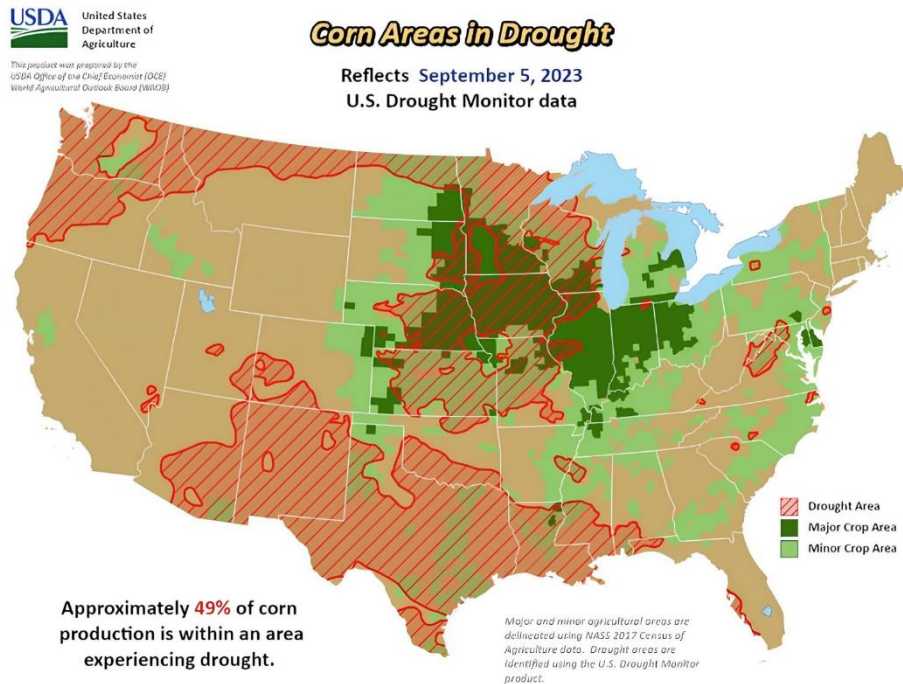 USDA
United States
Department of
Agriculture
This product was prepared by the
USDA Office of the Chief Economist (OCE)
World Agricultural Outlook Board (WAOB)
Corn Areas in Drought
Reflects September 5, 2023
U.S. Drought Monitor data
Drought Area
Major Crop Area
Minor Crop Area
Approximately 49% of corn
production is within an area
experiencing drought.
Major and minor agricultural areas are
delineated using NASS 2017 Census of
Agriculture data. Drought areas are
identified using the U.S. Drought Monitor
product.